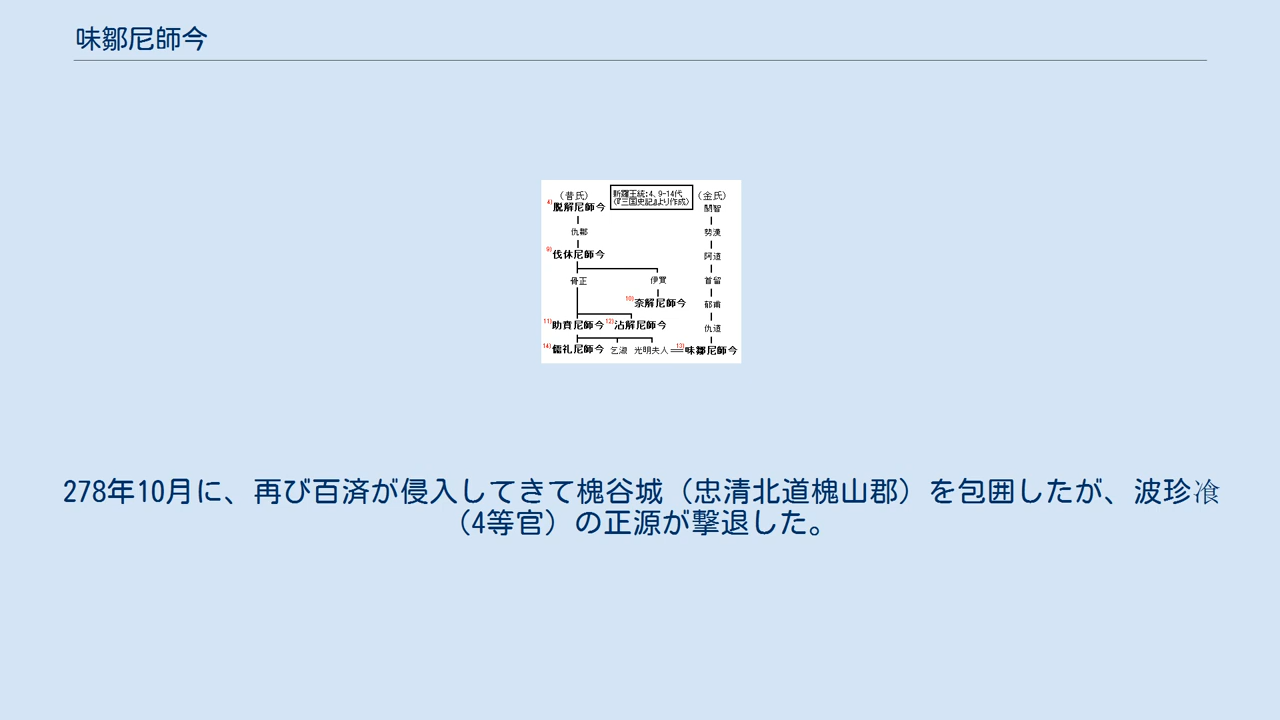 味鄒尼師今
(昔氏)
新羅王統:4、9-14代
(『三国史記』より作成)
(金氏)
4)脱解尼師今
閼智
仇鄒
勢漢
9)伐休尼師今
阿道
骨正
伊買
首留
10)奈解尼師今
郁甫
11)助賁尼師今
12)沾解尼師今
仇道
14)儒礼尼師今
乞淑
光明夫人
13)味鄒尼師今
278年10月に、再び百済が侵入してきて槐谷城（忠清北道槐山郡）を包囲したが、波珍飡
（4等官）の正源が撃退した。